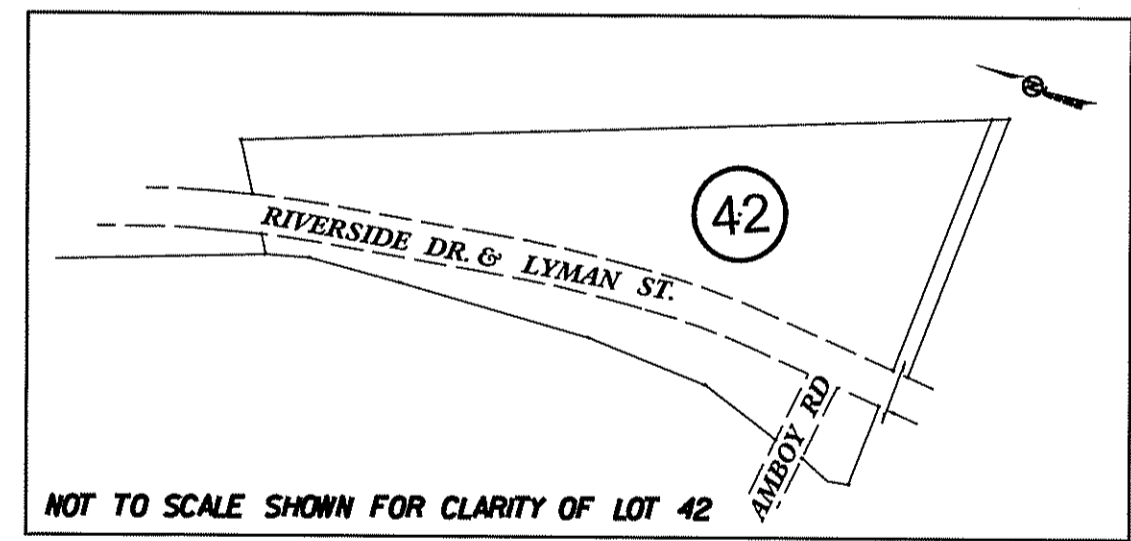 42
RIVERSIDE DR. & LYMAN ST.
AMBOY RD
NOT TO SCALE SHOWN FOR CLARITY OF LOT 42